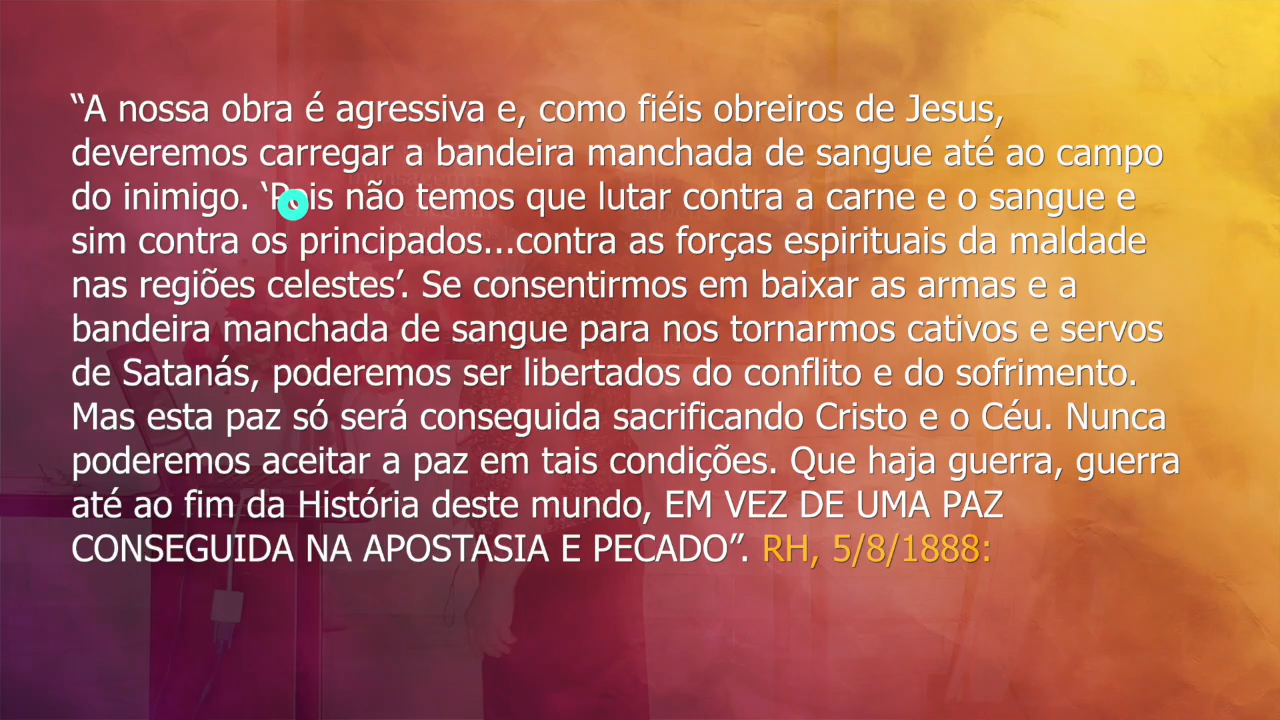 “A nossa obra é agressiva e, como fiéis obreiros de Jesus,
deveremos carregar a bandeira manchada de sangue até ao campo
do inimigo. ‘Pois não temos que lutar contra a carne e o sangue e
sim contra os principados...contra as forças espirituais da maldade
nas regiões celestes’. Se consentirmos em baixar as armas e a
bandeira manchada de sangue para nos tornarmos cativos e servos
de Satanás, poderemos ser libertados do conflito e do sofrimento.
Mas esta paz só será conseguida sacrificando Cristo e o Céu. Nunca
poderemos aceitar a paz em tais condições. Que haja guerra, guerra
até ao fim da História deste mundo, EM VEZ DE UMA PAZ
CONSEGUIDA NA APOSTASIA E PECADO”. RH, 5/8/1888: